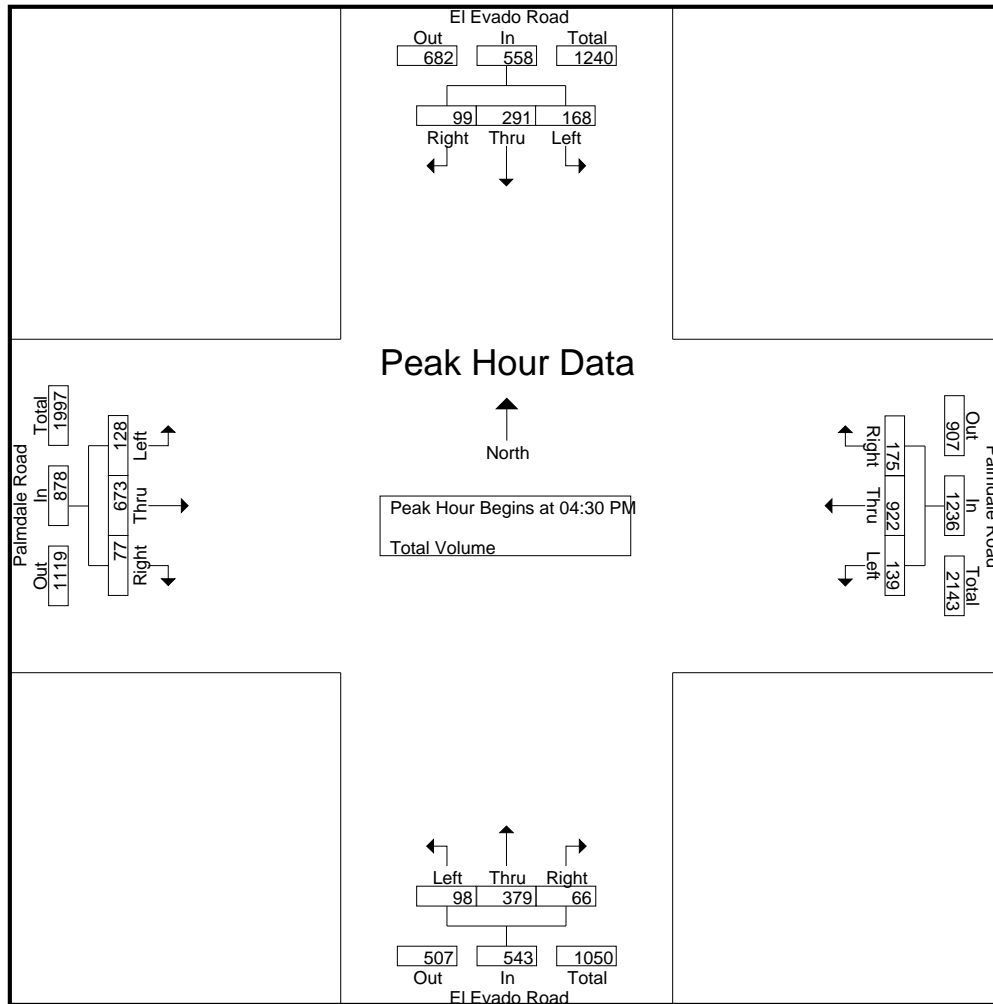 El Evado Road
Out In Total
682 558 1240
99 291 168
Right Thru Left
Peak Hour Data
North
Peak Hour Begins at 04:30 PM
Total Volume
Palmdale Road
Total In Out
1997 878 1119
128 673 77
Left Thru Right
Palmdale Road
Out In Total
907 1236 2143
175 922 139
Right Thru Left
Left Thru Right
98 379 66
507 543 1050
Out In Total
El Evado Road